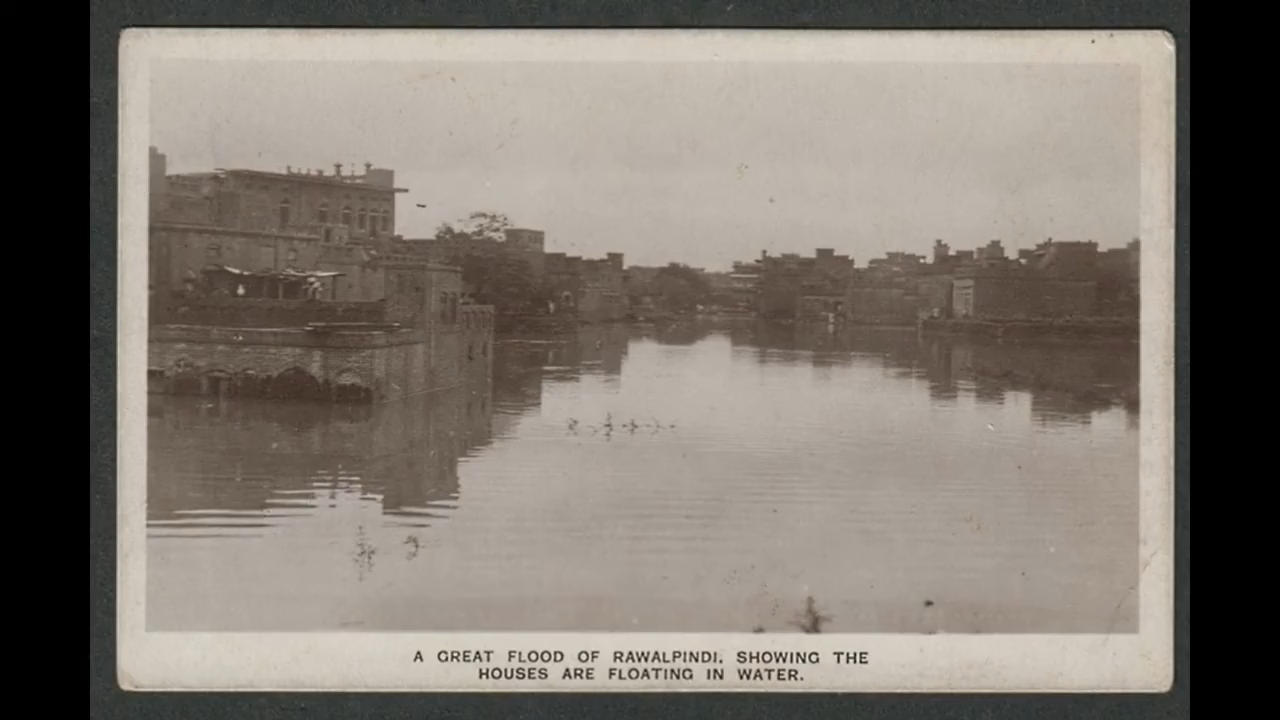 A GREAT FLOOD OF RAWALPINDI. SHOWING THE
HOUSES ARE FLOATING IN WATER.